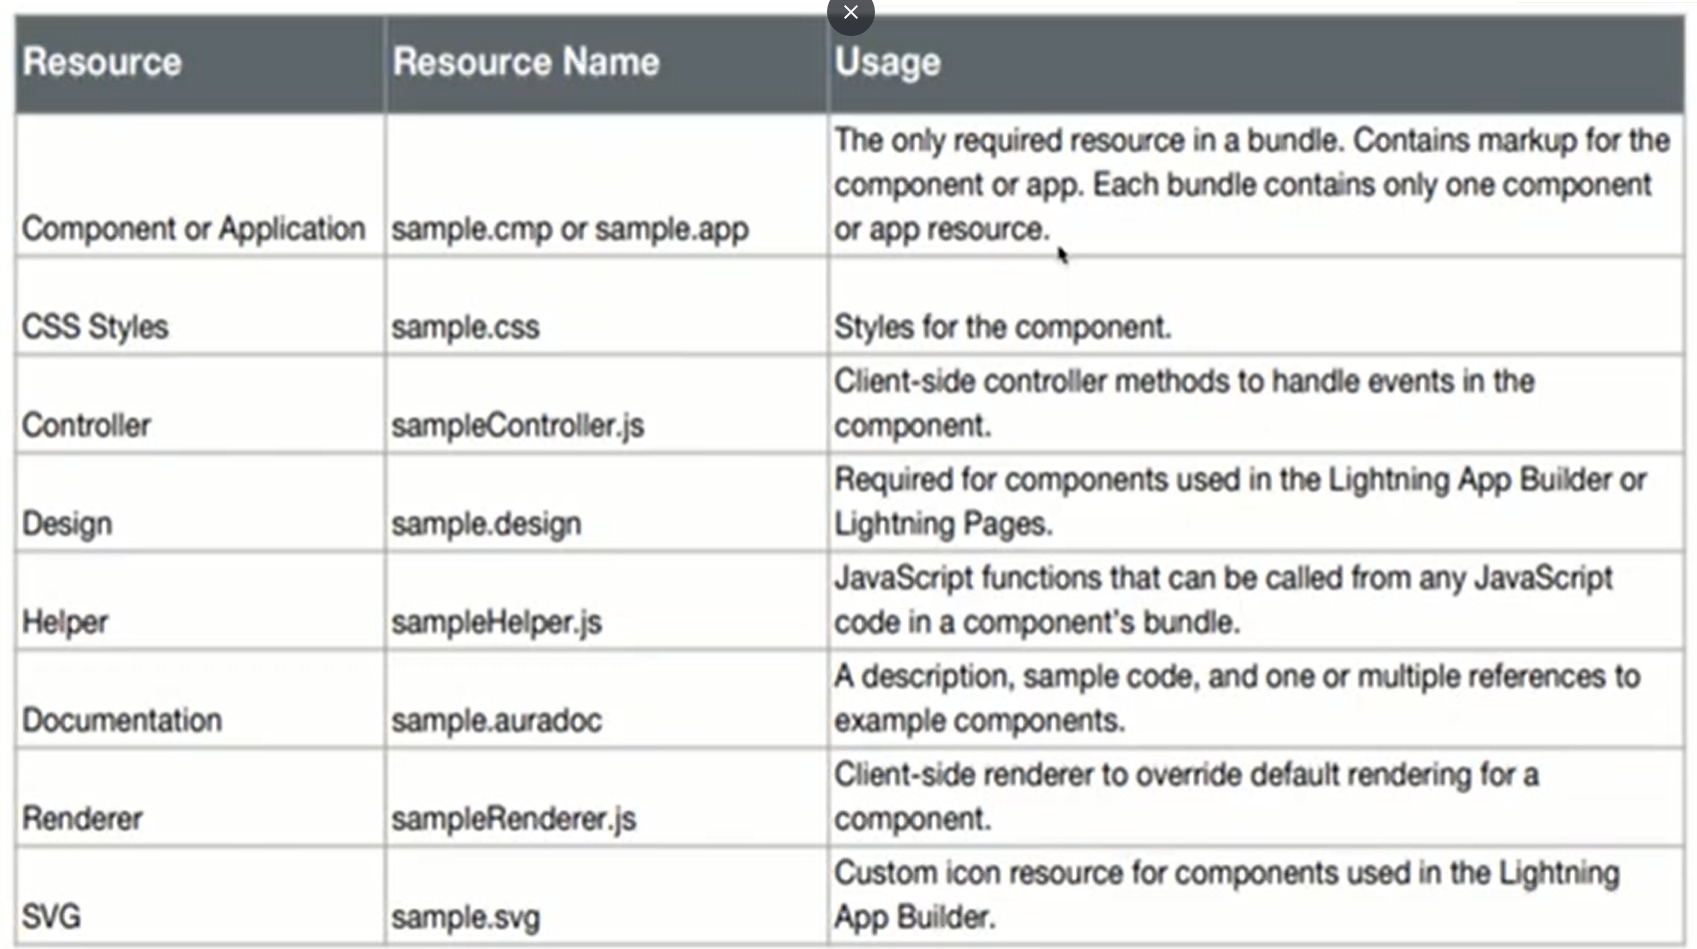 Resource Resource Name Usage
The only required resource in a bundle. Contains markup for the
component or app. Each bundle contains only one component
Component or Application sample.cmp or sample.app or app resource.
CSS Styles sample.css Styles for the component.
Client-side controller methods to handle events in the
Controller sampleController.js component.
Required for components used in the Lightning App Builder or
Design sample.design Lightning Pages.
JavaScript functions that can be called from any JavaScript
Helper sampleHelper.js code in a component's bundle.
A description, sample code, and one or multiple references to
Documentation sample.auradoc example components.
Client-side renderer to override default rendering for a
Renderer sampleRenderer.js component.
Custom icon resource for components used in the Lightning
SVG sample.svg App Builder.